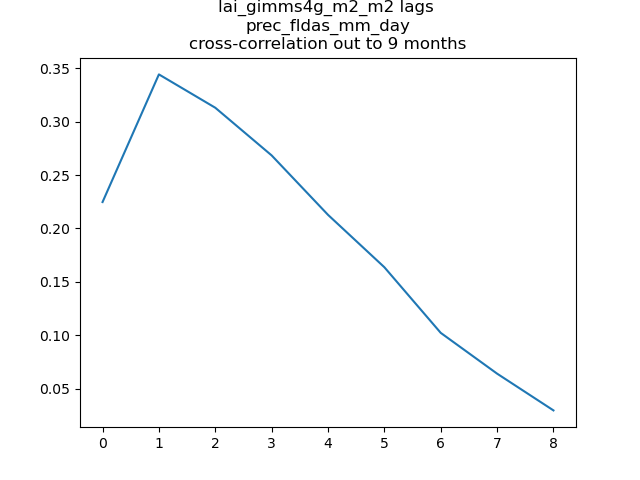 lai_gimms4g_m2_m2 lags
prec_fldas_mm_day
cross-correlation out to 9 months
0.35
0.30
0.25
0.20
0.15
0.10
0.05
0 1 2 3 4 5 6 7 8